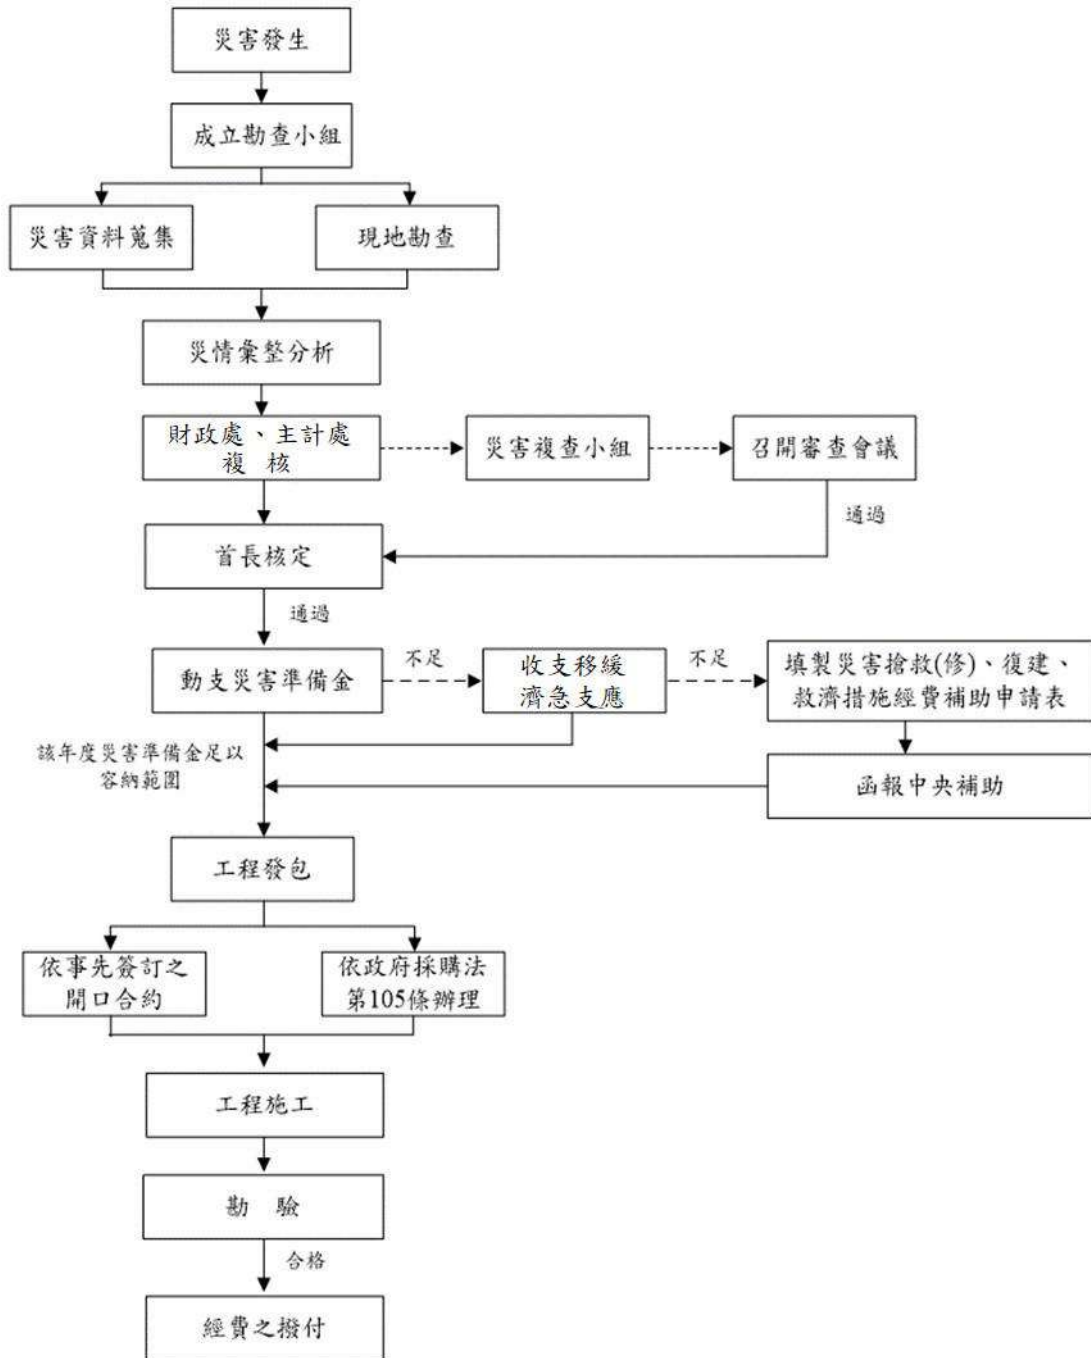 災害發生
成立勘查小組
災害資料蒐集
現地勘查
災情彙整分析
財政處、主計處
複 核
災害複查小組
召開審查會議
通過
首長核定
通過
動支災害準備金
不足
收支移緩
濟急支應
不足
填製災害搶救(修)、復建、
救濟措施經費補助申請表
該年度災害準備金足以
容納範圍
函報中央補助
工程發包
依事先簽訂之
開口合約
依政府採購法
第105條辦理
工程施工
勘 驗
合格
經費之撥付